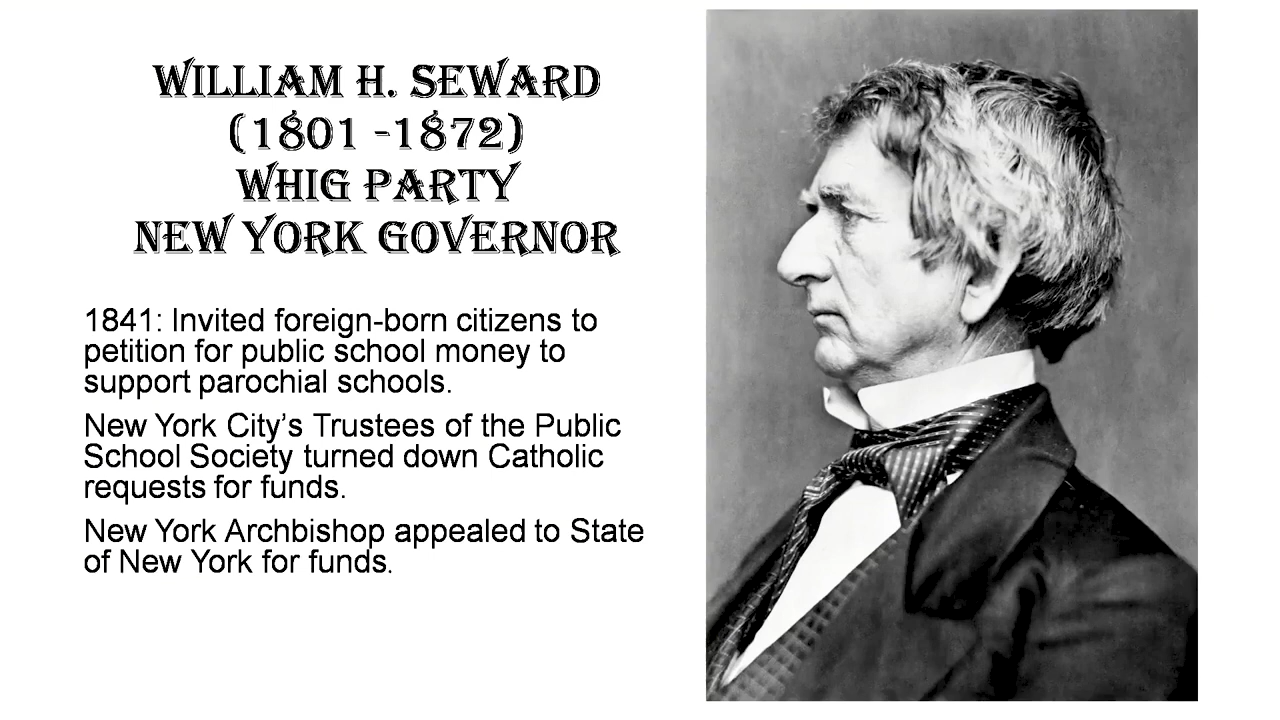 WILLIAM H. SEWARD
(1801 -1872)
WHIG PARTY
NEW YORK GOVERNOR
1841: Invited foreign-born citizens to
petition for public school money to
support parochial schools.
New York City's Trustees of the Public
School Society turned down Catholic
requests for funds.
New York Archbishop appealed to State
of New York for funds.